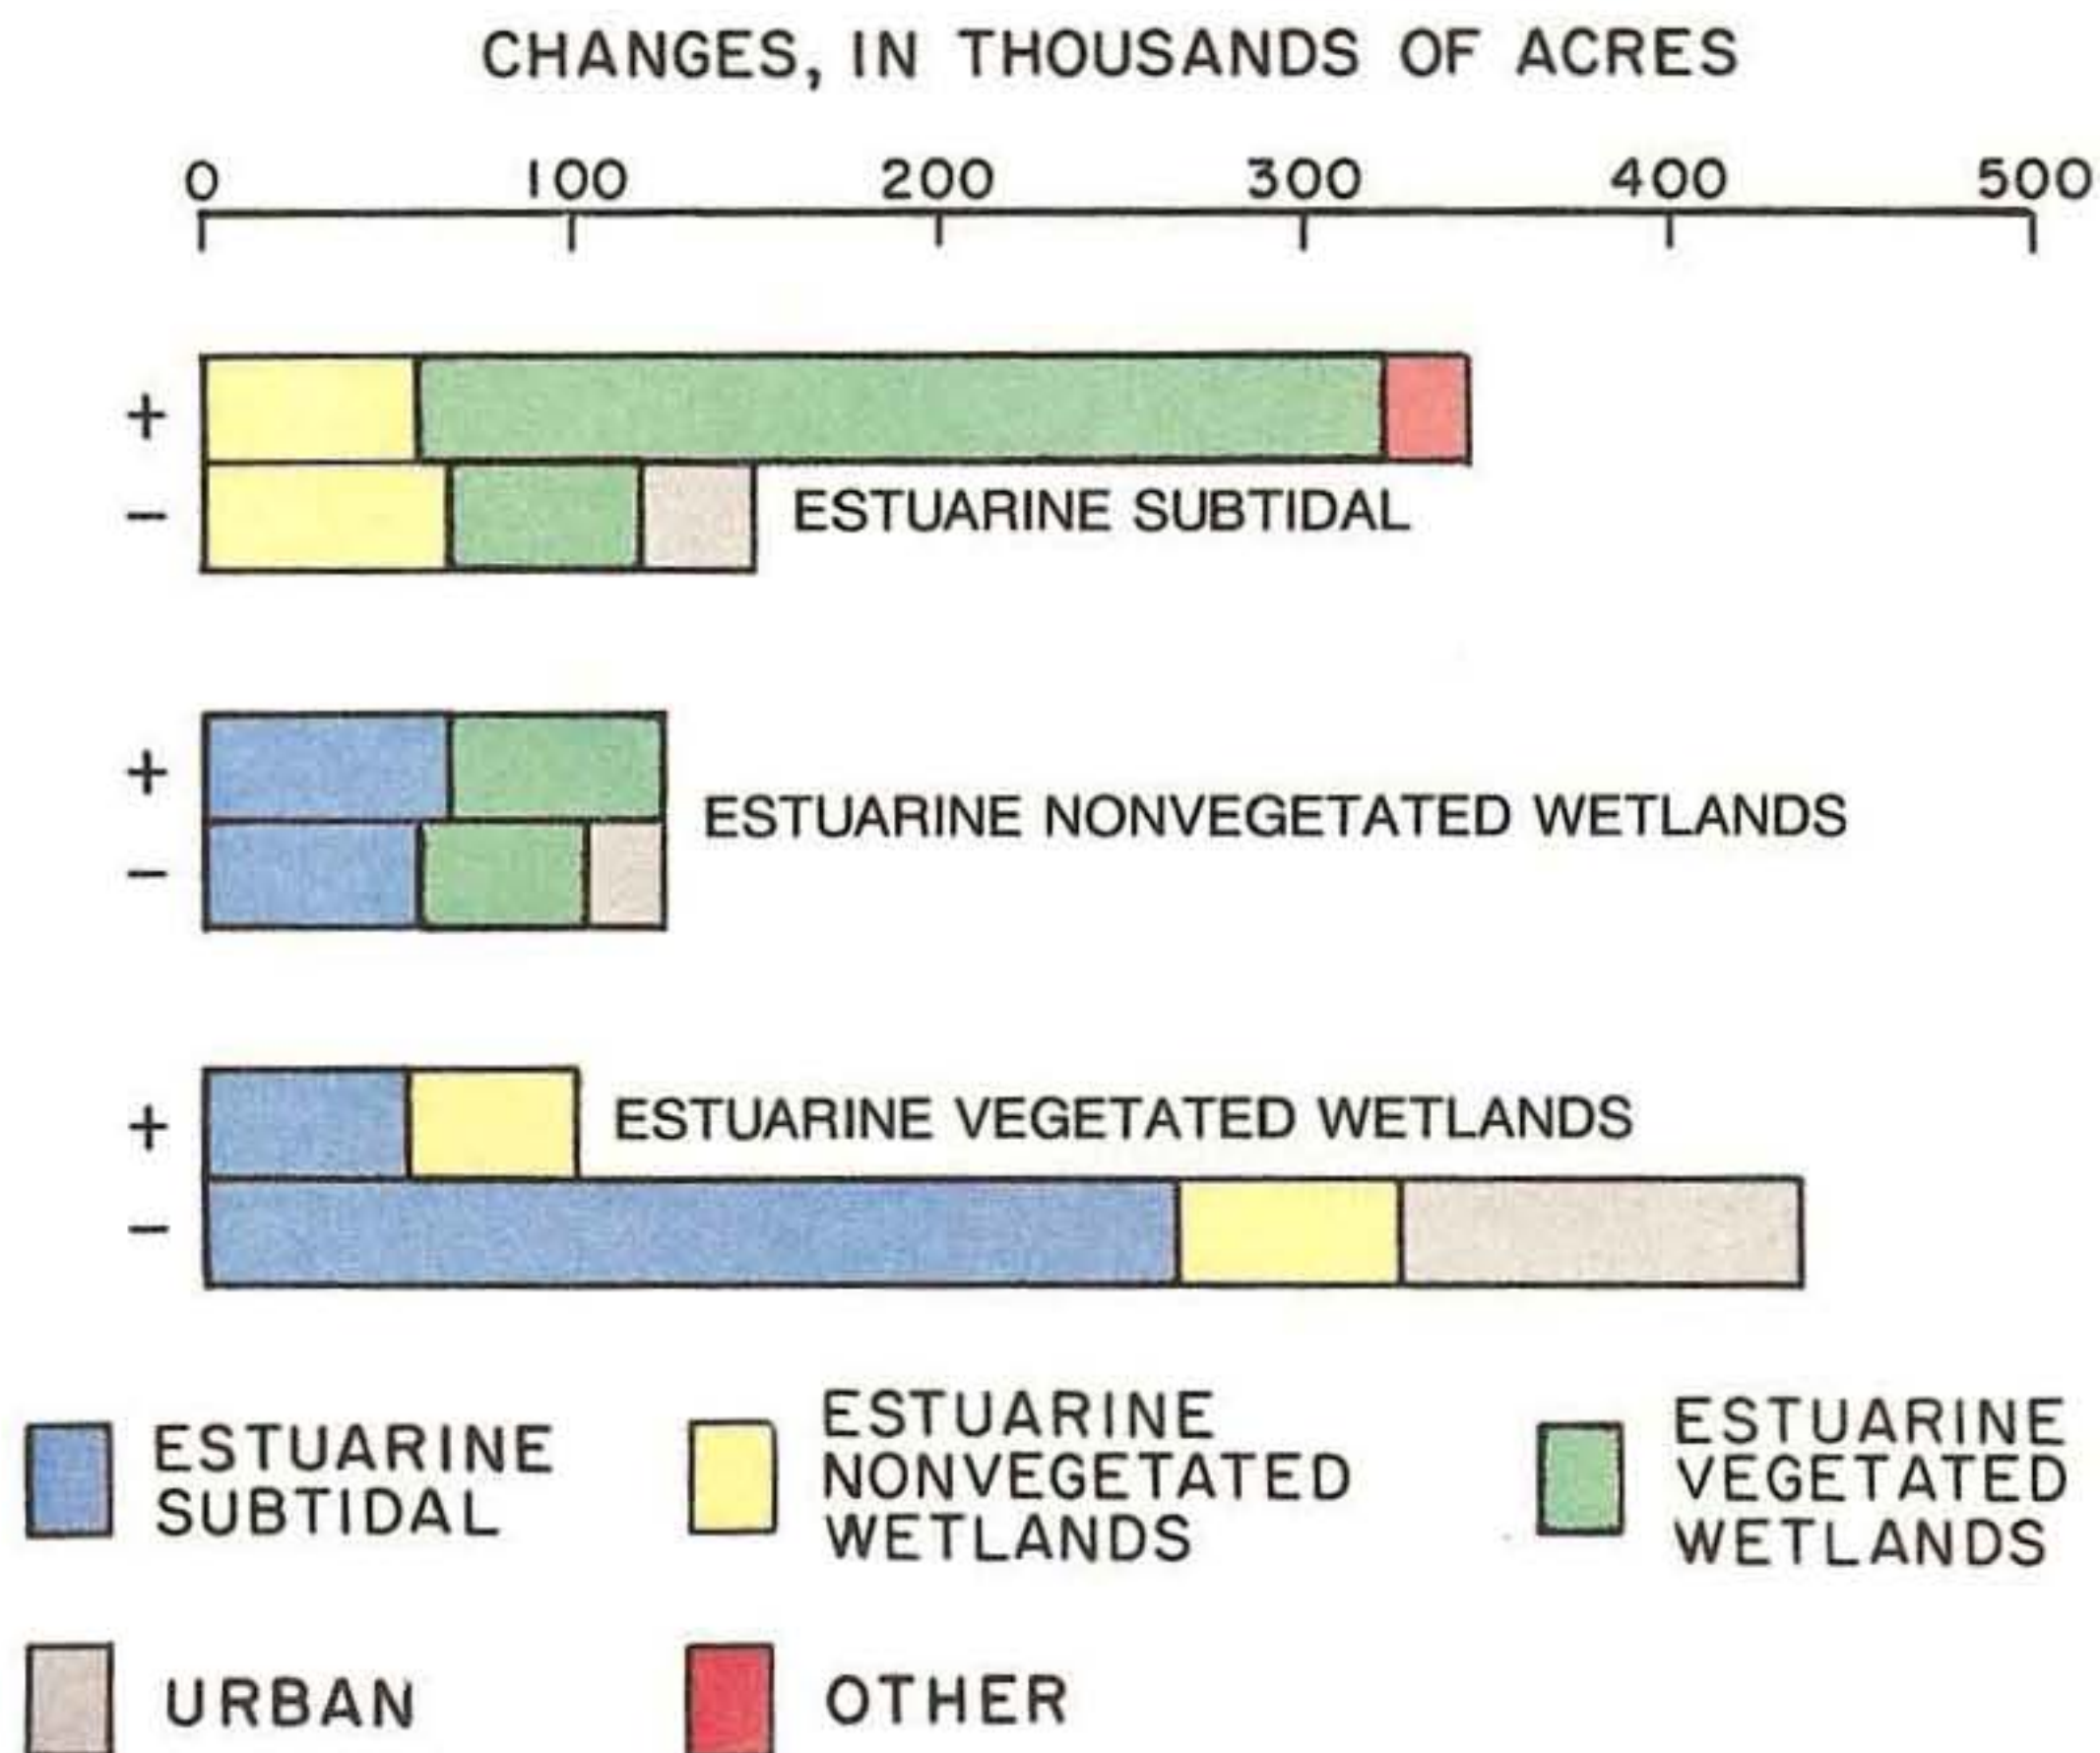 CHANGES, IN THOUSANDS OF ACRES
0 100 200 300 400 500
+
− ESTUARINE SUBTIDAL
+
ESTUARINE NONVEGETATED WETLANDS
−
+ ESTUARINE VEGETATED WETLANDS
−
ESTUARINE
SUBTIDAL
ESTUARINE
NONVEGETATED
WETLANDS
ESTUARINE
VEGETATED
WETLANDS
URBAN
OTHER